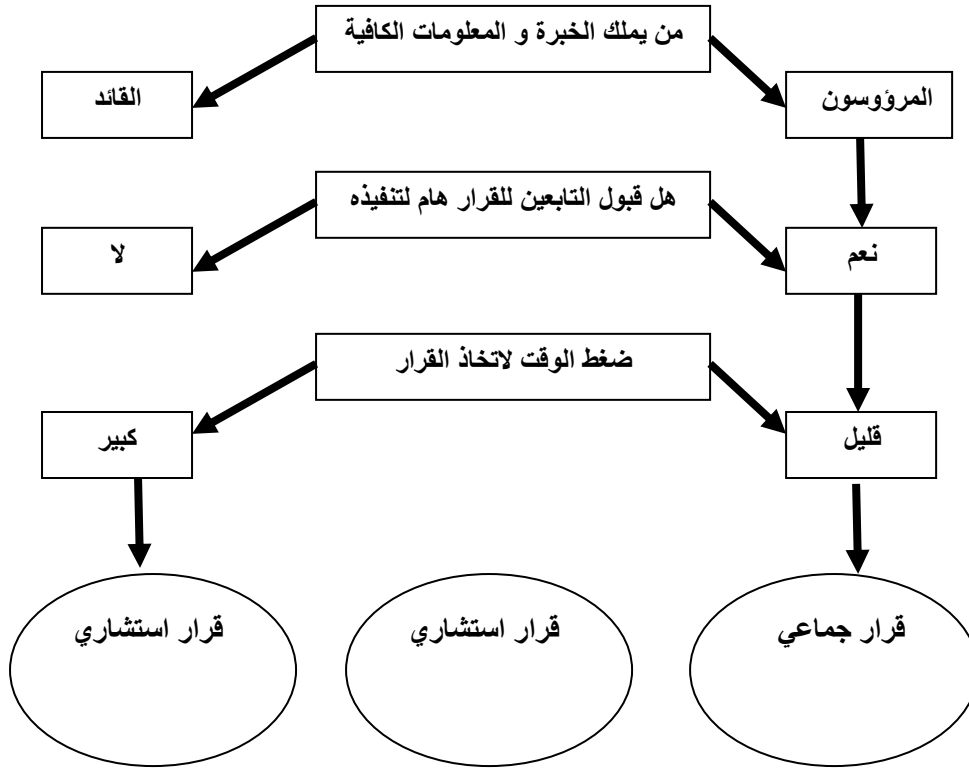 من يملك الخبرة و المعلومات الكافية
المرؤوسون
القائد
هل قبول التابعين للقرار هام لتنفيذه
نعم
لا
ضغط الوقت لاتخاذ القرار
قليل
كبير
قرار جماعي
قرار استشاري
قرار استشاري